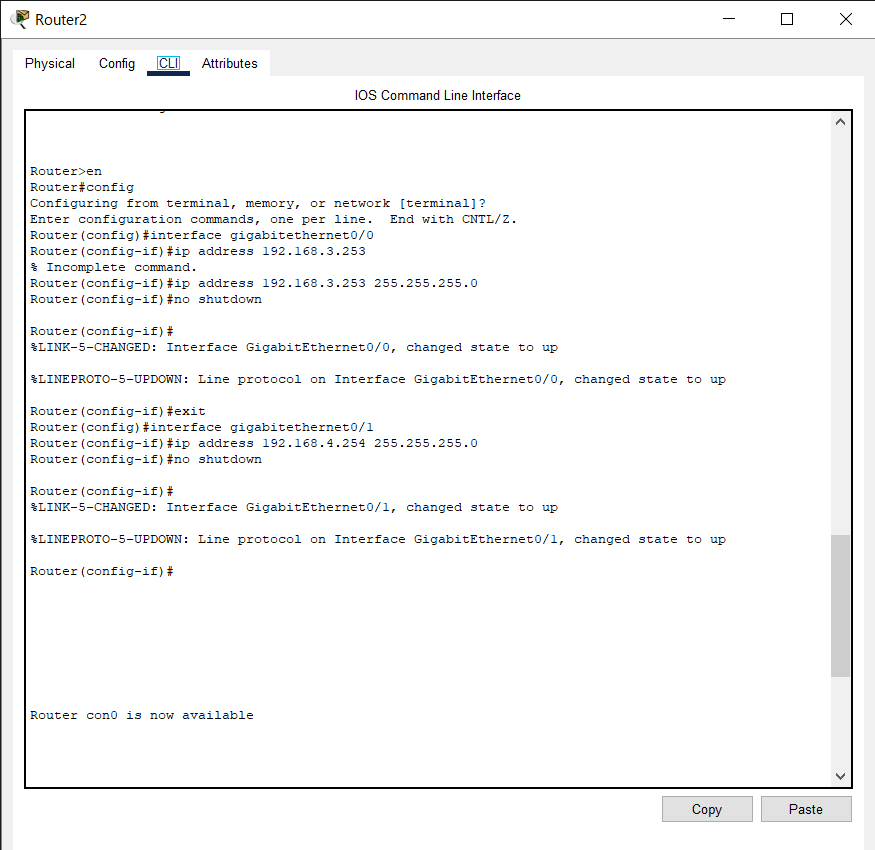 Router2
Physical Config CLI Attributes
IOS Command Line Interface
Router>en
Router#config
Configuring from terminal, memory, or network [terminal]?
Enter configuration commands, one per line.  End with CNTL/Z.
Router(config)#interface gigabitethernet0/0
Router(config-if)#ip address 192.168.3.253
% Incomplete command.
Router(config-if)#ip address 192.168.3.253 255.255.255.0
Router(config-if)#no shutdown
Router(config-if)#
%LINK-5-CHANGED: Interface GigabitEthernet0/0, changed state to up
%LINEPROTO-5-UPDOWN: Line protocol on Interface GigabitEthernet0/0, changed state to up
Router(config-if)#exit
Router(config)#interface gigabitethernet0/1
Router(config-if)#ip address 192.168.4.254 255.255.255.0
Router(config-if)#no shutdown
Router(config-if)#
%LINK-5-CHANGED: Interface GigabitEthernet0/1, changed state to up
%LINEPROTO-5-UPDOWN: Line protocol on Interface GigabitEthernet0/1, changed state to up
Router(config-if)#
Router con0 is now available
Copy Paste